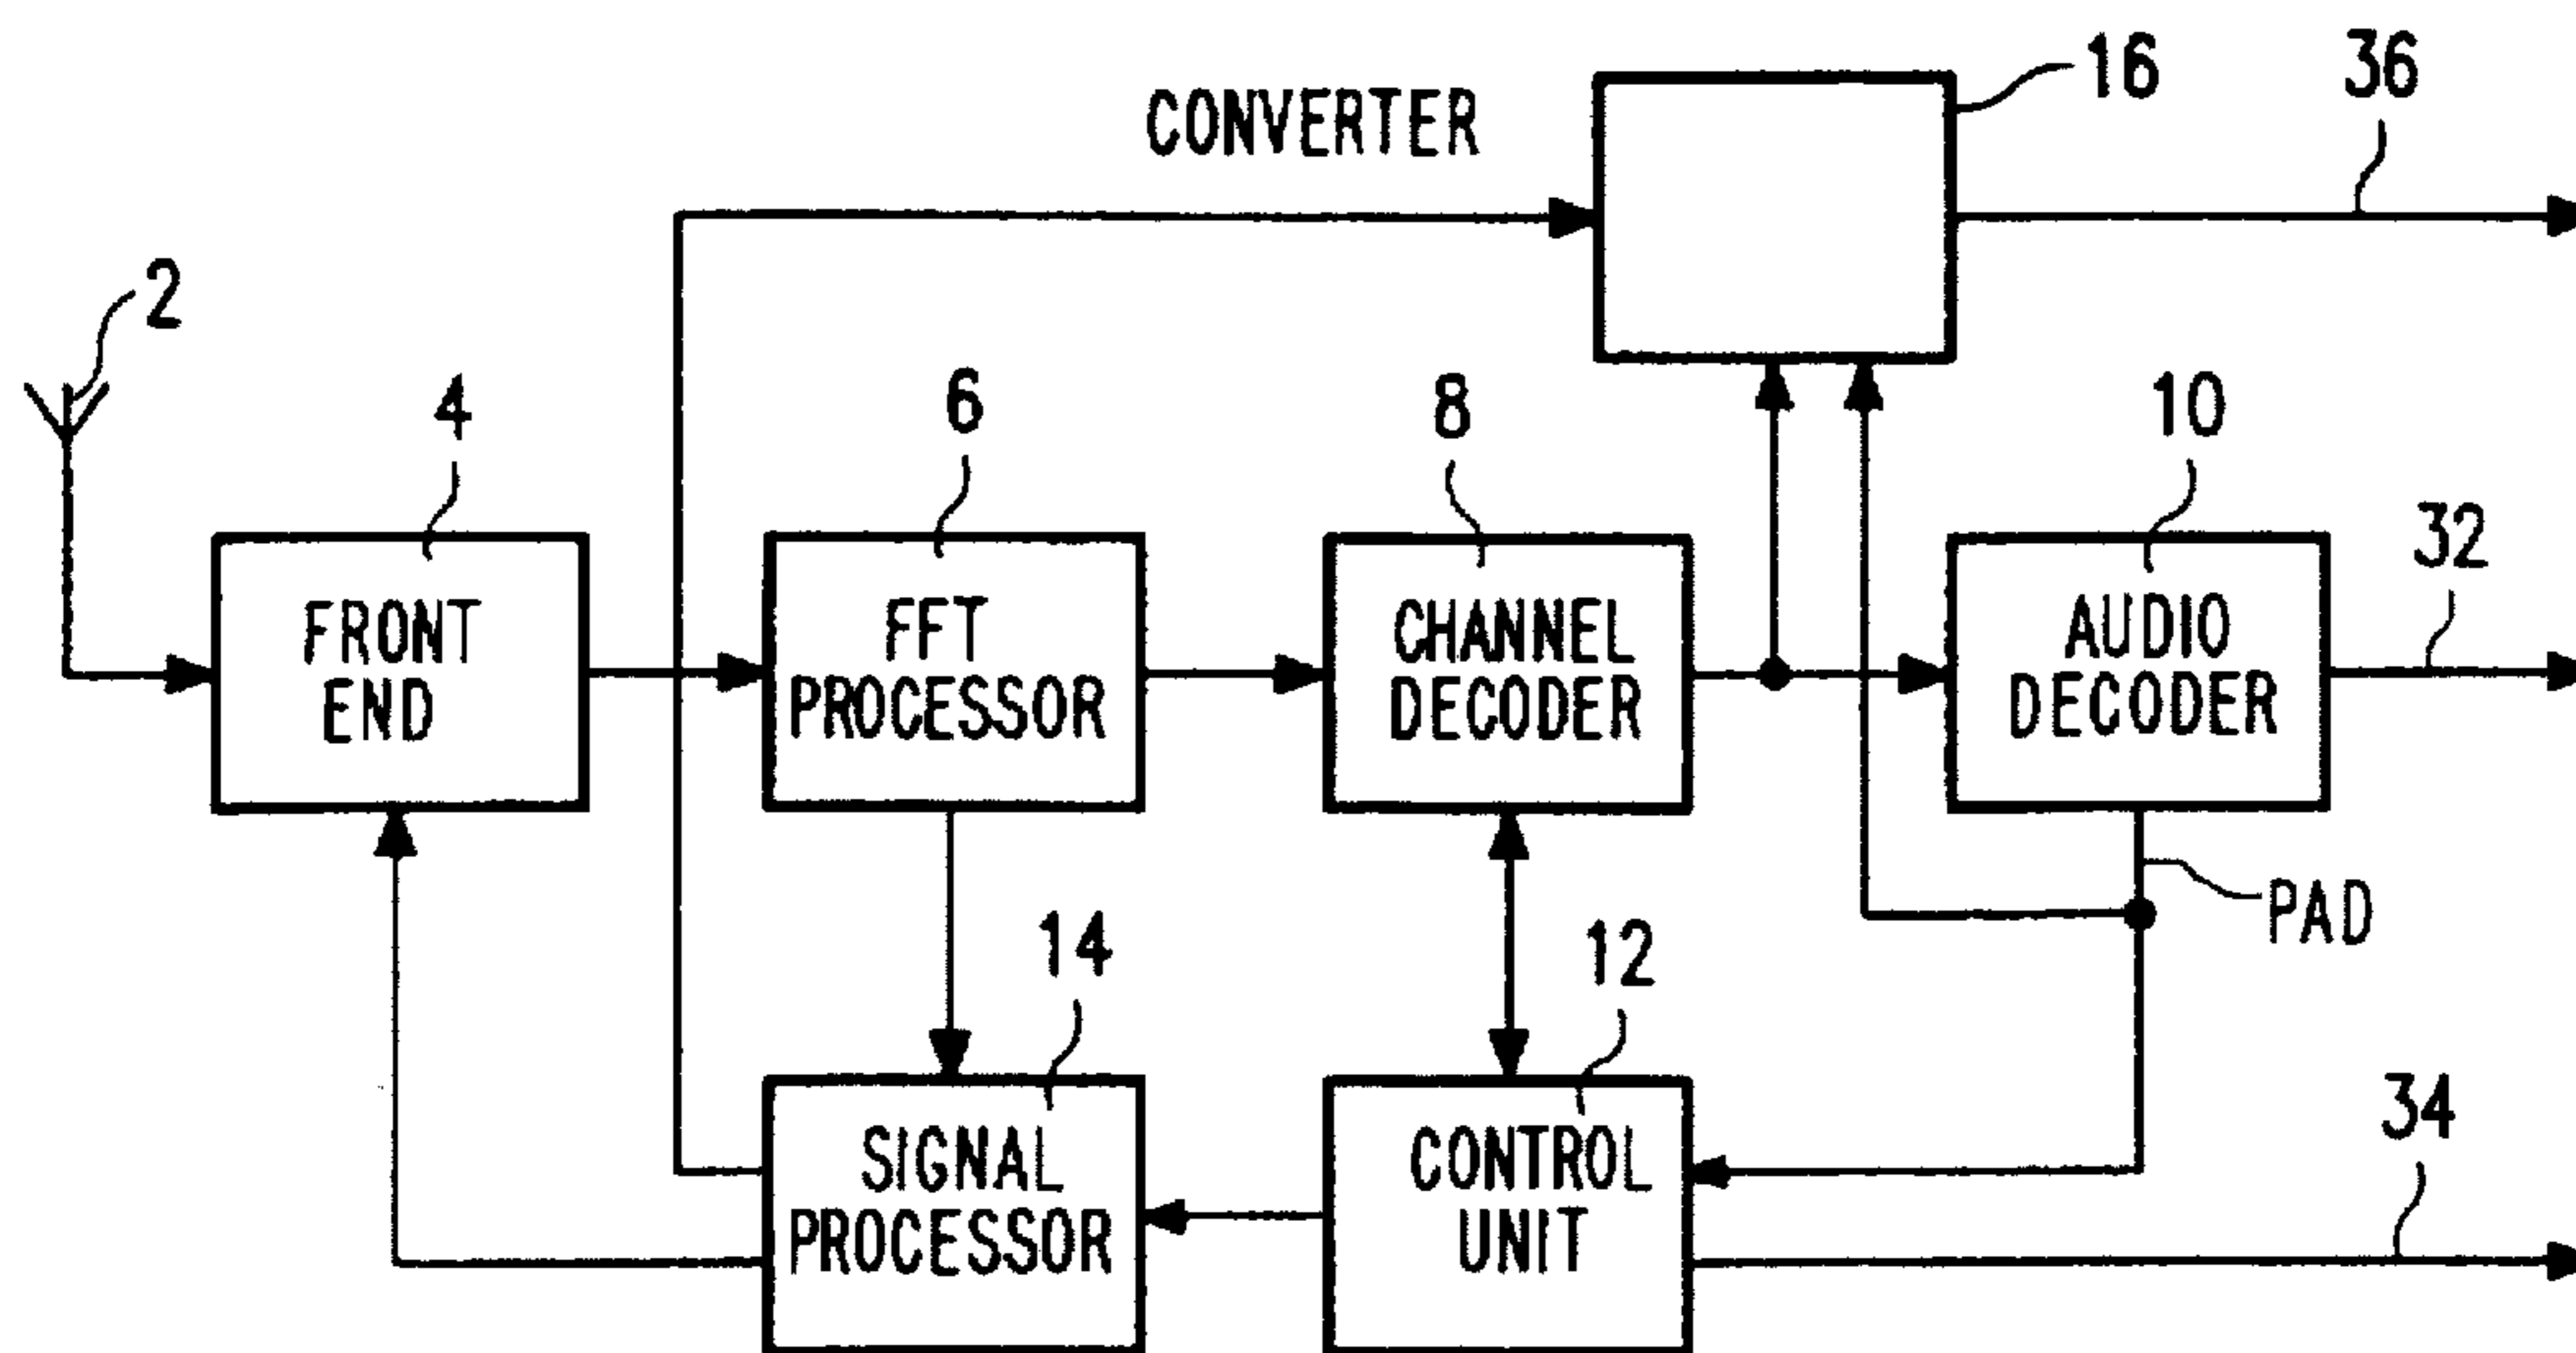 CONVERTER
16
36
2
4
6
8
10
32
FRONT
END
FFT
PROCESSOR
CHANNEL
DECODER
AUDIO
DECODER
PAD
14
12
34
SIGNAL
PROCESSOR
CONTROL
UNIT